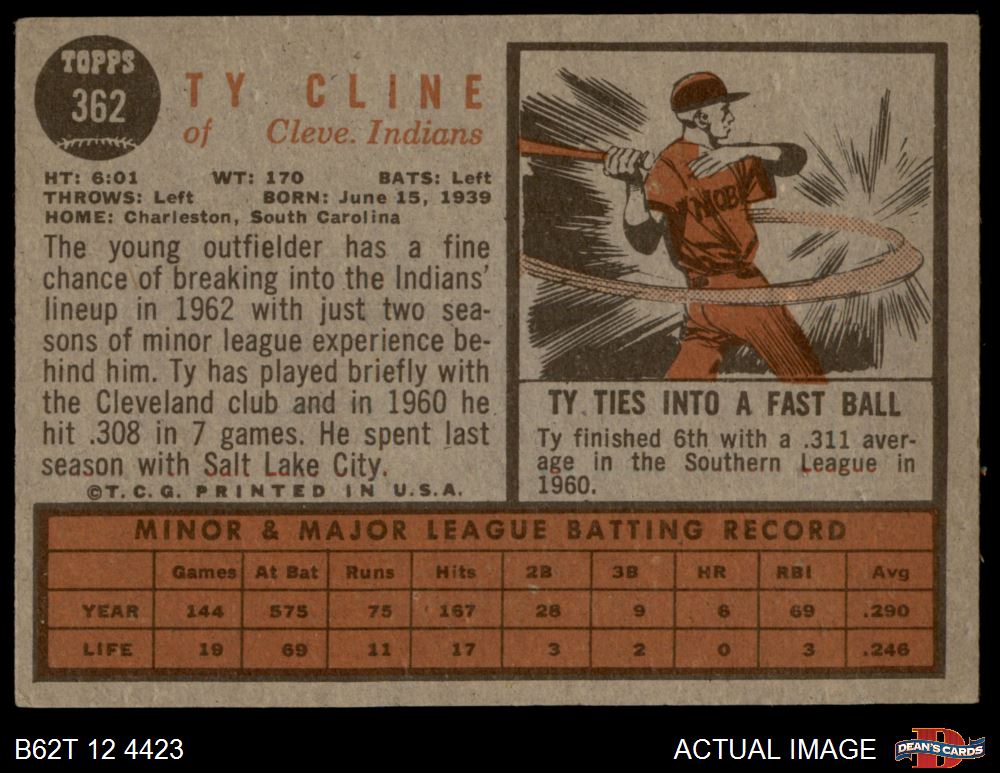 TOPPS
362
TY CLINE
of Cleve. Indians
HT: 6:01 WT: 170 BATS: Left
THROWS: Left BORN: June 15, 1939
HOME: Charleston, South Carolina
The young outfielder has a fine
chance of breaking into the Indians'
lineup in 1962 with just two sea-
sons of minor league experience be-
hind him. Ty has played briefly with
the Cleveland club and in 1960 he
hit .308 in 7 games. He spent last
season with Salt Lake City.
©T.C.G. PRINTED IN U.S.A.
TY TIES INTO A FAST BALL
Ty finished 6th with a .311 aver-
age in the Southern League in
1960.
MINOR & MAJOR LEAGUE BATTING RECORD
Games At Bat Runs Hits 2B 3B HR RBI Avg
YEAR 144 575 75 167 28 9 6 69 .290
LIFE 19 69 11 17 3 2 0 3 .246
B62T 12 4423
ACTUAL IMAGE
DEAN'S CARDS